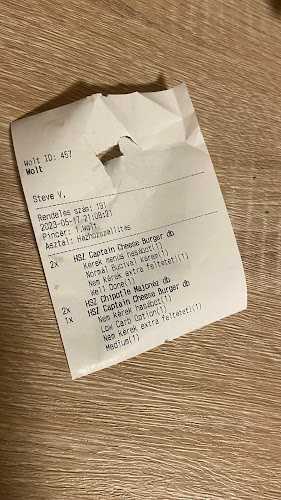 Wolt ID: 457
Wolt
Steve V,
Rendelés szám: 191
2023-05-17 21:08:21
Pincér: 1.Wolt
Asztal: Házhozszállítás
2x HSZ Captain Cheese Burger db
Kérek menüs hasábot(1)
Normál Bucival kérem(1)
Nem kérek extra feltétet!(1)
Well Done(1)
2x HSZ Chipotle Majonéz db
1x HSZ Captain Cheese Burger db
Nem kérek hasábot(1)
Low Carb Option(1)
Nem kérek extra feltétet!(1)
Medium(1)